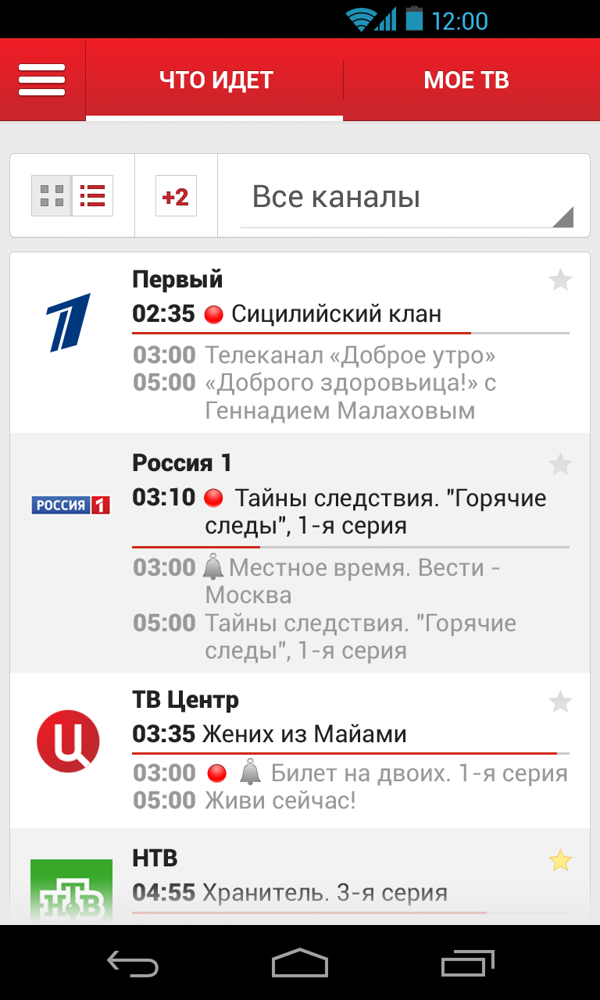 12:00
ЧТО ИДЕТ
МОЕ ТВ
+2
Все каналы
Первый
02:35 Сицилийский клан
03:00 Телеканал «Доброе утро»
05:00 «Доброго здоровьица!» с
Геннадием Малаховым
Россия 1
РОССИЯ 1
03:10 Тайны следствия. "Горячие
следы", 1-я серия
03:00 Местное время. Вести -
Москва
05:00 Тайны следствия. "Горячие
следы", 1-я серия
ТВ Центр
03:35 Жених из Майами
03:00 Билет на двоих. 1-я серия
05:00 Живи сейчас!
НТВ
НТВ
04:55 Хранитель. 3-я серия